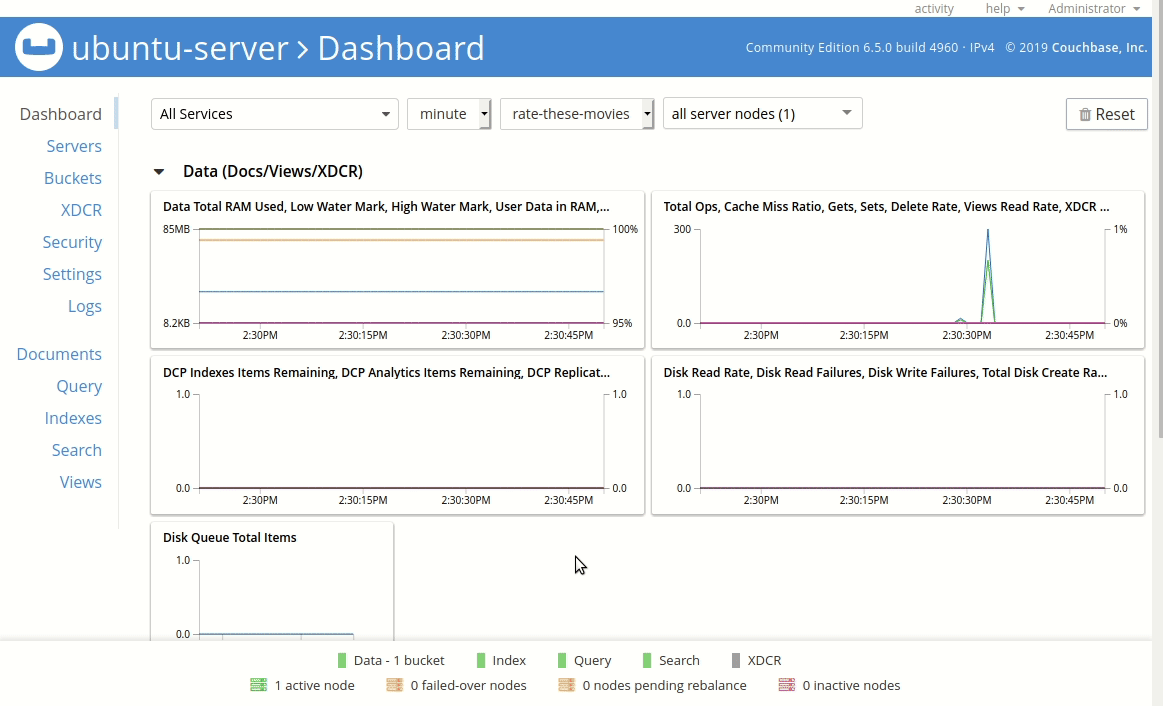 activity help Administrator
ubuntu-server > Dashboard
Community Edition 6.5.0 build 4960 · IPv4 © 2019 Couchbase, Inc.
Dashboard
Servers
Buckets
XDCR
Security
Settings
Logs
Documents
Query
Indexes
Search
Views
All Services minute rate-these-movies all server nodes (1) Reset
Data (Docs/Views/XDCR)
Data Total RAM Used, Low Water Mark, High Water Mark, User Data in RAM,...
85MB 100%
8.2KB 95%
2:30PM 2:30:15PM 2:30:30PM 2:30:45PM
Total Ops, Cache Miss Ratio, Gets, Sets, Delete Rate, Views Read Rate, XDCR ...
300 1%
0.0 0%
2:30PM 2:30:15PM 2:30:30PM 2:30:45PM
DCP Indexes Items Remaining, DCP Analytics Items Remaining, DCP Replicat...
1.0 1.0
0.0 0.0
2:30PM 2:30:15PM 2:30:30PM 2:30:45PM
Disk Read Rate, Disk Read Failures, Disk Write Failures, Total Disk Create Ra...
1.0 1.0
0.0 0.0
2:30PM 2:30:15PM 2:30:30PM 2:30:45PM
Disk Queue Total Items
1.0
0.0
Data - 1 bucket Index Query Search XDCR
1 active node 0 failed-over nodes 0 nodes pending rebalance 0 inactive nodes